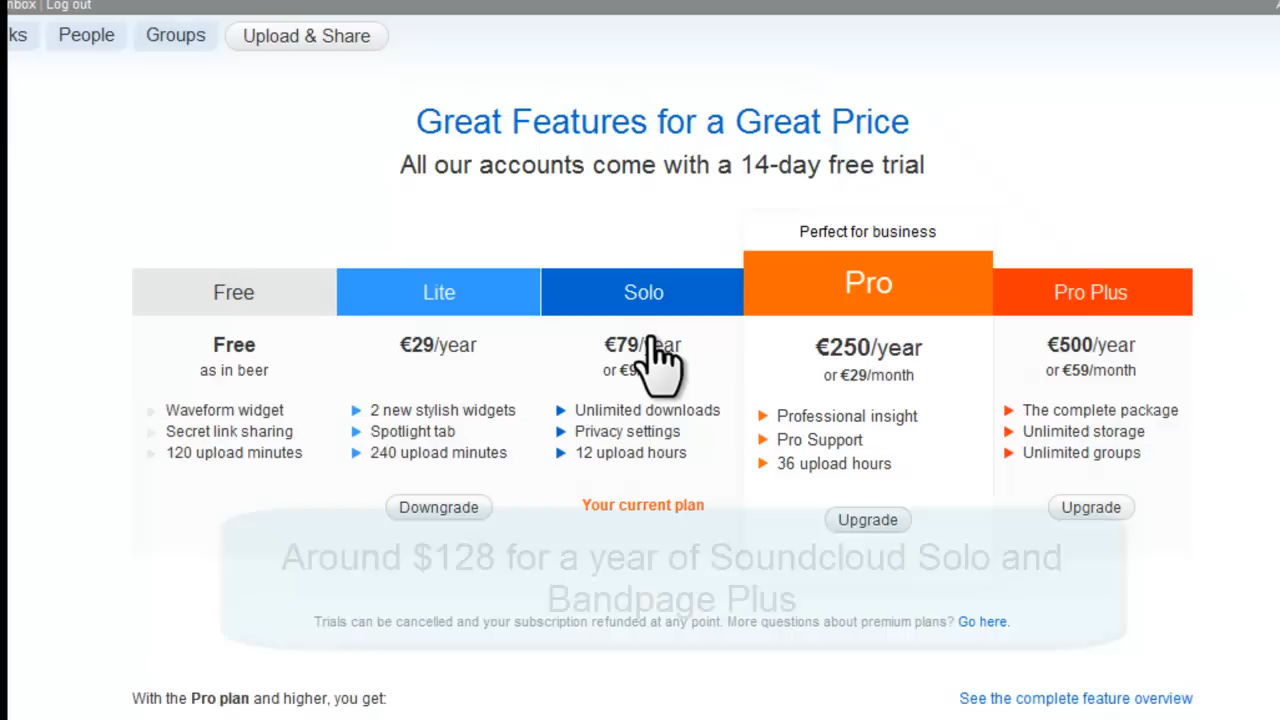 Log out
People
Groups
Upload & Share
Great Features for a Great Price
All our accounts come with a 14-day free trial
Perfect for business
Free
Lite
Solo
Pro
Pro Plus
Free
as in beer
Waveform widget
Secret link sharing
120 upload minutes
€29/year
2 new stylish widgets
Spotlight tab
240 upload minutes
Downgrade
€79/year
or
Unlimited downloads
Privacy settings
12 upload hours
Your current plan
€250/year
or €29/month
Professional insight
Pro Support
36 upload hours
Upgrade
€500/year
or €59/month
The complete package
Unlimited storage
Unlimited groups
Upgrade
Around $128 for a year of Soundcloud Solo and
Bandpage Plus
Trials can be cancelled and your subscription refunded at any point. More questions about premium plans? Go here.
With the Pro plan and higher, you get:
See the complete feature overview